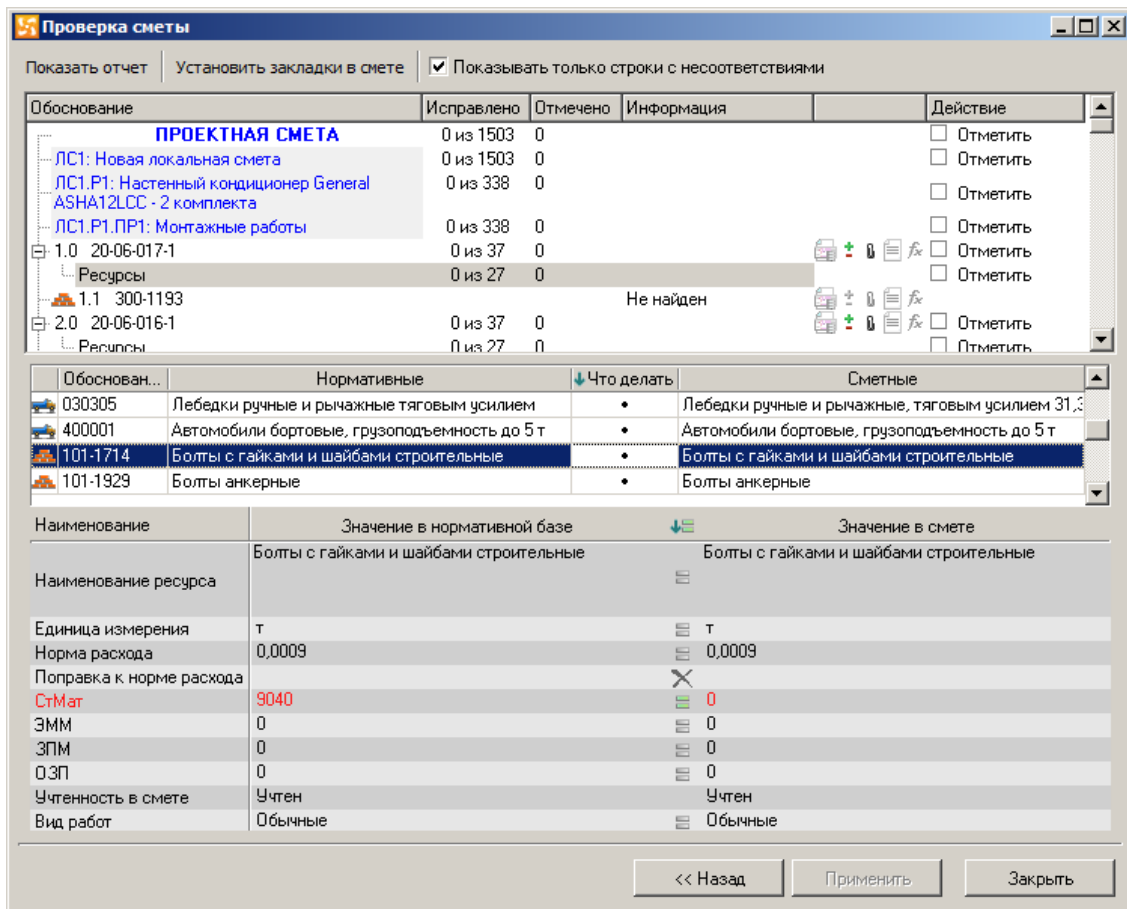 Проверка сметы
Показать отчет Установить закладки в смете Показывать только строки с несоответствиями
Обоснование Исправлено Отмечено Информация Действие
ПРОЕКТНАЯ СМЕТА 0 из 1503 0 Отметить
ЛС1: Новая локальная смета 0 из 1503 0 Отметить
ЛС1.Р1: Настенный кондиционер General 0 из 338 0 Отметить
ASHA12LCC - 2 комплекта
ЛС1.Р1.ПР1: Монтажные работы 0 из 338 0 Отметить
1.0 20-06-017-1 0 из 37 0 fx Отметить
Ресурсы 0 из 27 0 Отметить
1.1 300-1193 Не найден fx
2.0 20-06-016-1 0 из 37 0 fx Отметить
Ресурсы 0 из 27 0 Отметить
Обоснован... Нормативные Что делать Сметные
030305 Лебедки ручные и рычажные тяговым усилием • Лебедки ручные и рычажные, тяговым усилием 31,3
400001 Автомобили бортовые, грузоподъемность до 5 т • Автомобили бортовые, грузоподъемность до 5 т
101-1714 Болты с гайками и шайбами строительные • Болты с гайками и шайбами строительные
101-1929 Болты анкерные • Болты анкерные
Наименование Значение в нормативной базе Значение в смете
Наименование ресурса Болты с гайками и шайбами строительные Болты с гайками и шайбами строительные
Единица измерения т т
Норма расхода 0,0009 0,0009
Поправка к норме расхода
СтМат 9040 0
ЭММ 0 0
ЗПМ 0 0
ОЗП 0 0
Учтенность в смете Учтен Учтен
Вид работ Обычные Обычные
<< Назад Применить Закрыть